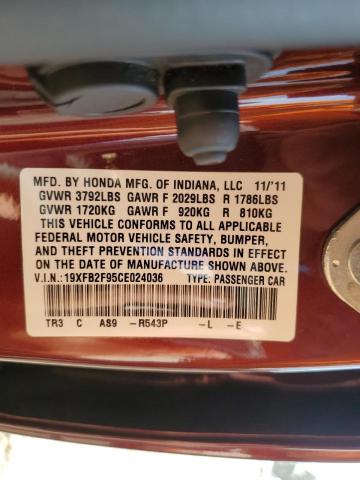 MFD. BY HONDA MFG. OF INDIANA, LLC 11/'11
GVWR 3792LBS GAWR F 2029LBS R 1786LBS
GVWR 1720KG GAWR F 920KG R 810KG
THIS VEHICLE CONFORMS TO ALL APPLICABLE
FEDERAL MOTOR VEHICLE SAFETY, BUMPER,
AND THEFT PREVENTION STANDARDS IN EFFECT
ON THE DATE OF MANUFACTURE SHOWN ABOVE.
V.I.N.: 19XFB2F95CE024036 TYPE: PASSENGER CAR
TR3 C AS9 -R543P -L -E